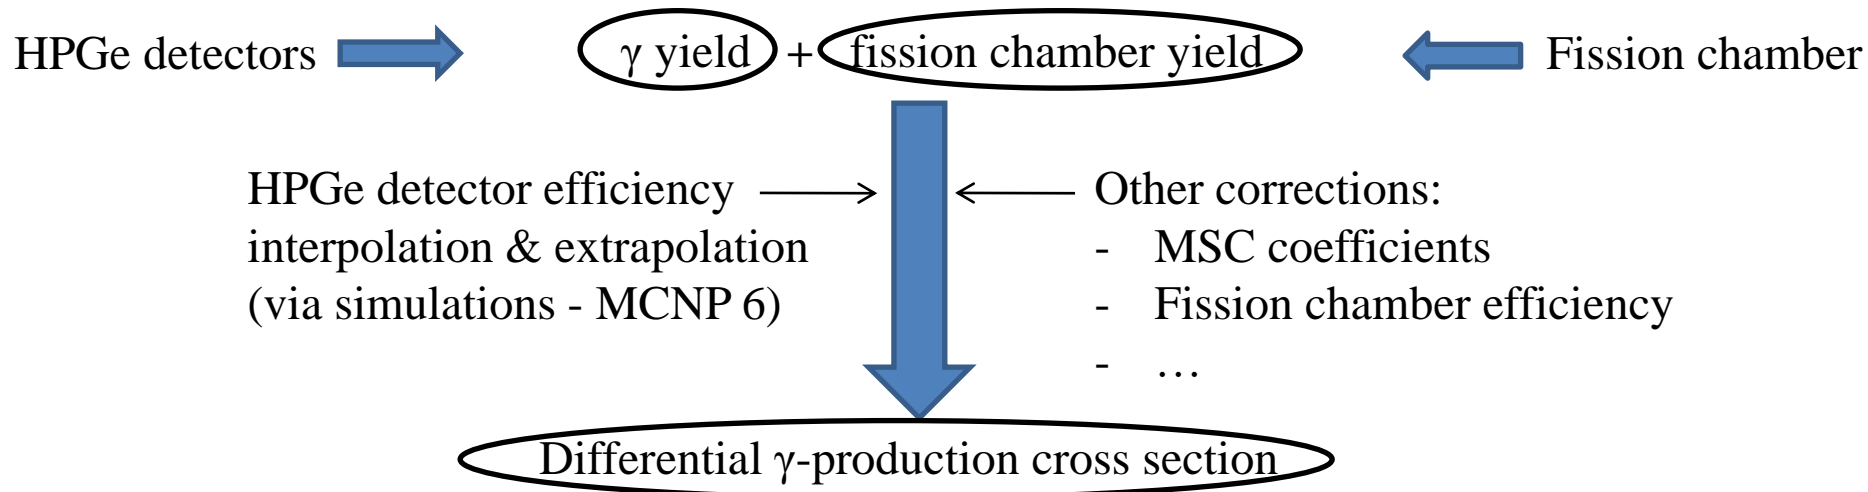 HPGe detectors
γ yield + fission chamber yield
Fission chamber
HPGe detector efficiency
interpolation & extrapolation
(via simulations - MCNP 6)
Other corrections:
- MSC coefficients
- Fission chamber efficiency
- …
Differential γ-production cross section